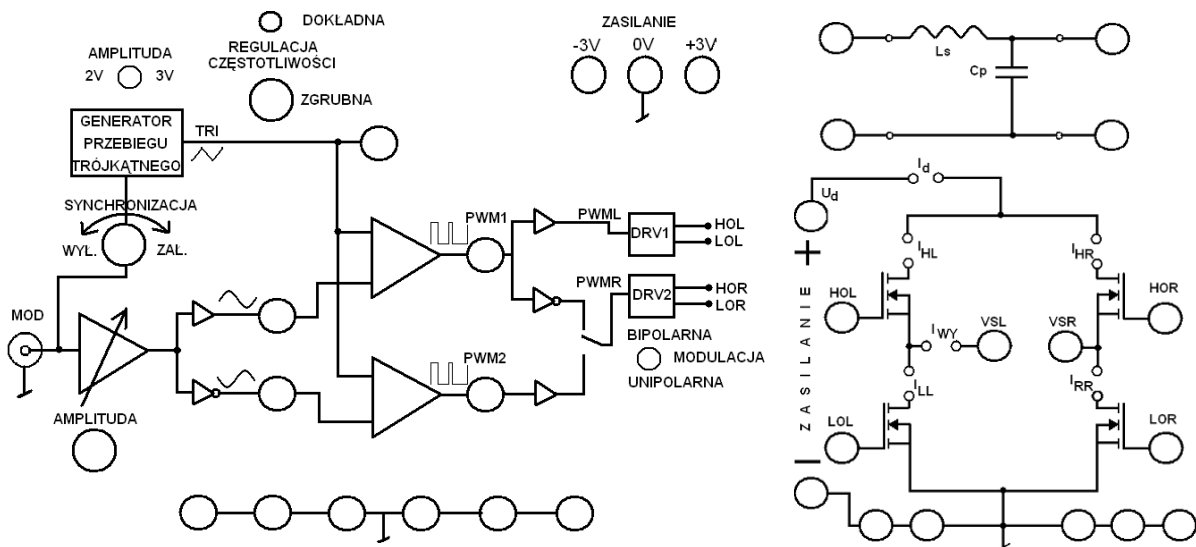 DOKŁADNA
REGULACJA
CZĘSTOTLIWOŚCI
ZGRUBNA
AMPLITUDA
2V 3V
GENERATOR
PRZEBIEGU
TRÓJKĄTNEGO
TRI
SYNCHRONIZACJA
WYŁ. ZAŁ.
MOD
AMPLITUDA
PWM1
PWM2
PWML
PWMR
DRV1
DRV2
HOL
LOL
HOR
LOR
BIPOLARNA
MODULACJA
UNIPOLARNA
ZASILANIE
-3V 0V +3V
Ls
Cp
Id
Ud
+
ZASILANIE
–
IHL
IHR
HOL
HOR
IWY
VSL
VSR
ILL
IRR
LOL
LOR